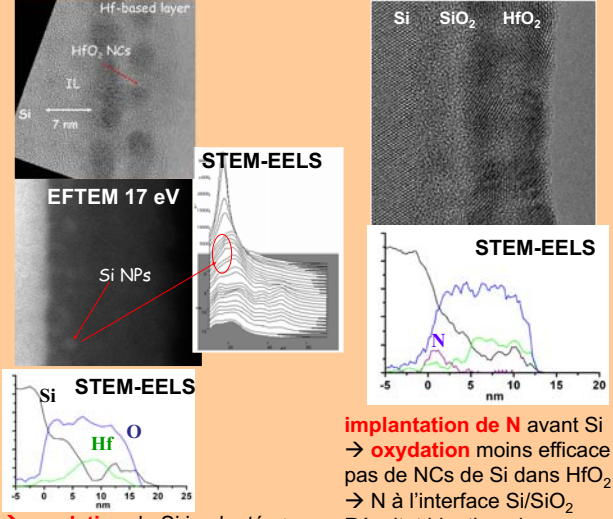 Hf-based layer
HfO2 NCs
IL
Si
7 nm
EFTEM 17 eV
Si NPs
STEM-EELS
STEM-EELS
Si
Hf
O
-5 0 5 10 15 20 25
nm
Si SiO2 HfO2
STEM-EELS
N
-5 0 5 10 15 20
nm
implantation de N avant Si
→ oxydation moins efficace
pas de NCs de Si dans HfO2
→ N à l'interface Si/SiO2